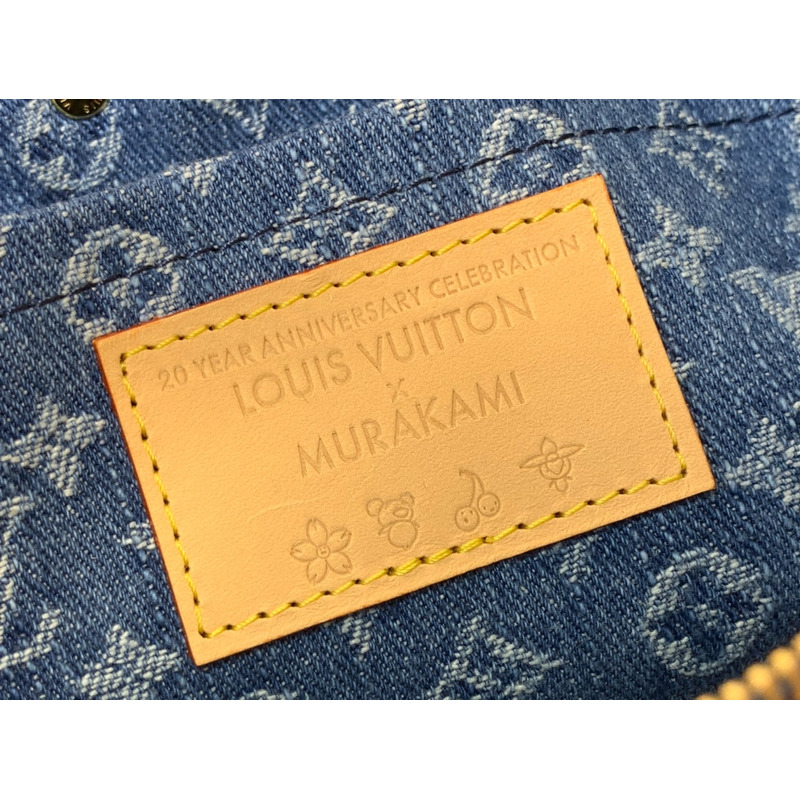 20 YEAR ANNIVERSARY CELEBRATION
LOUIS VUITTON
X
MURAKAMI